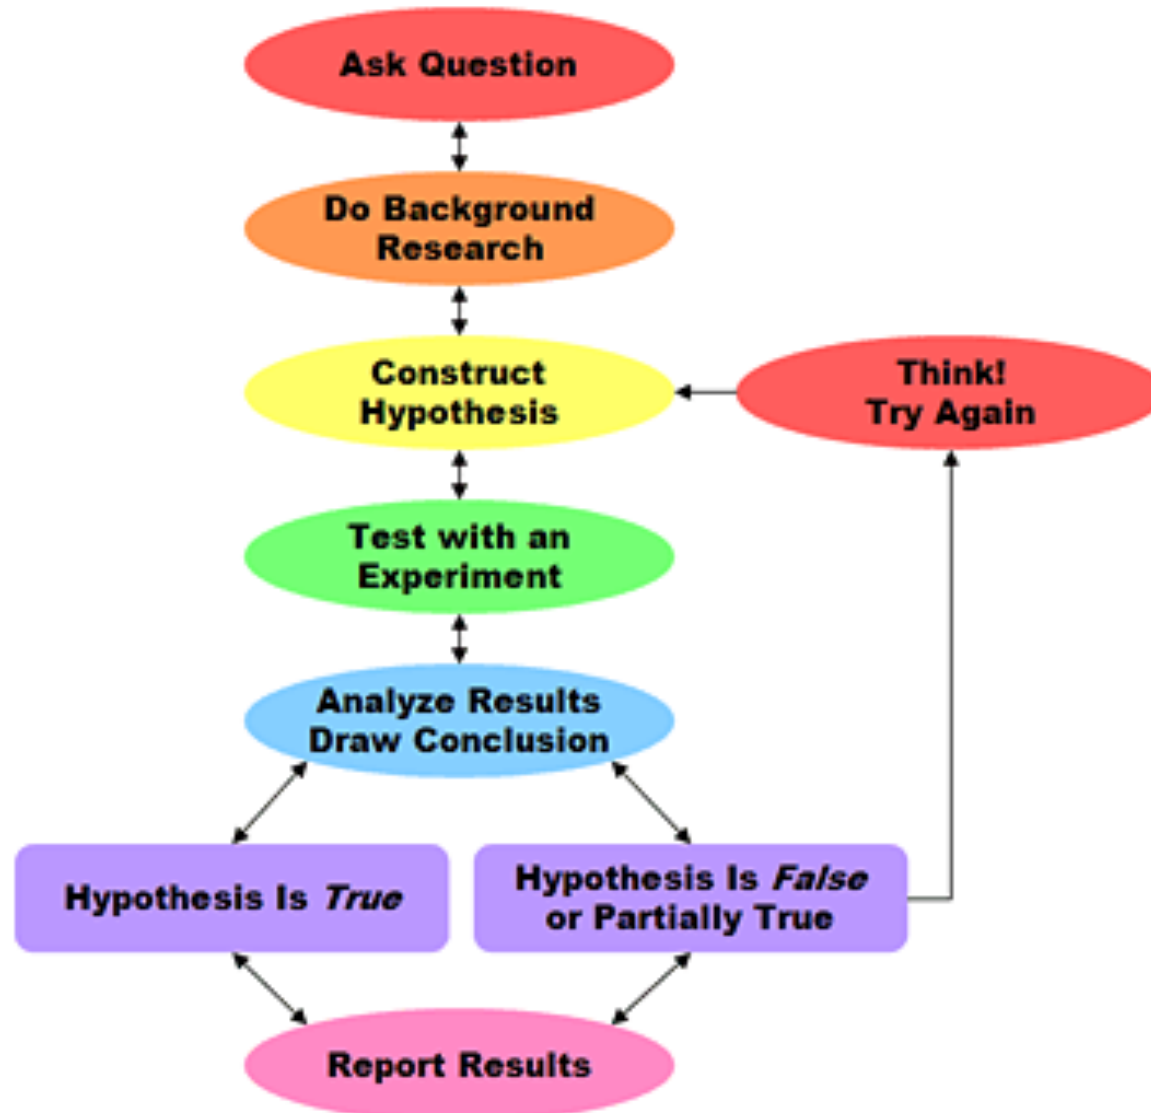 Ask Question
Do Background
Research
Construct
Hypothesis
Think!
Try Again
Test with an
Experiment
Analyze Results
Draw Conclusion
Hypothesis Is True
Hypothesis Is False
or Partially True
Report Results